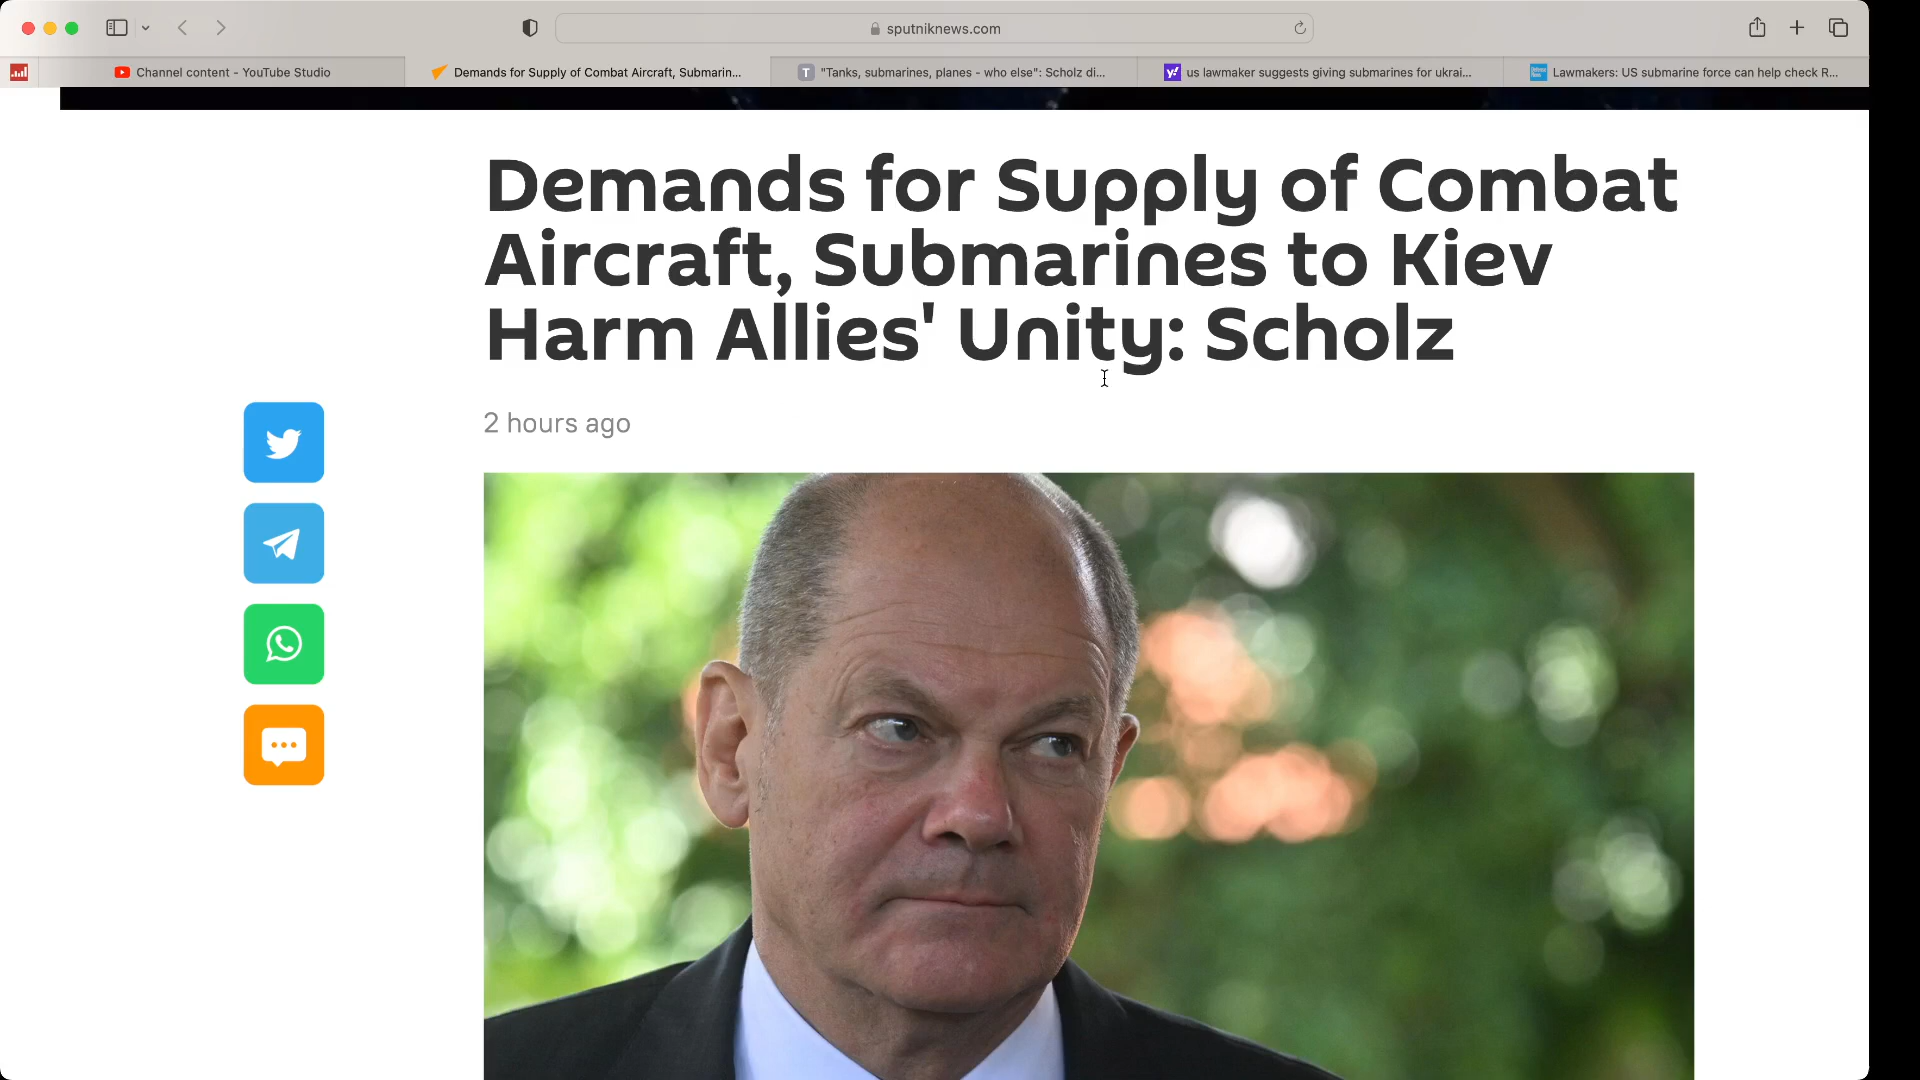 sputniknews.com
Channel content - YouTube Studio
Demands for Supply of Combat Aircraft, Submarin...
T
"Tanks, submarines, planes - who else": Scholz di...
y!
us lawmaker suggests giving submarines for ukrai...
Lawmakers: US submarine force can help check R...
Demands for Supply of Combat
Aircraft, Submarines to Kiev
Harm Allies' Unity: Scholz
2 hours ago